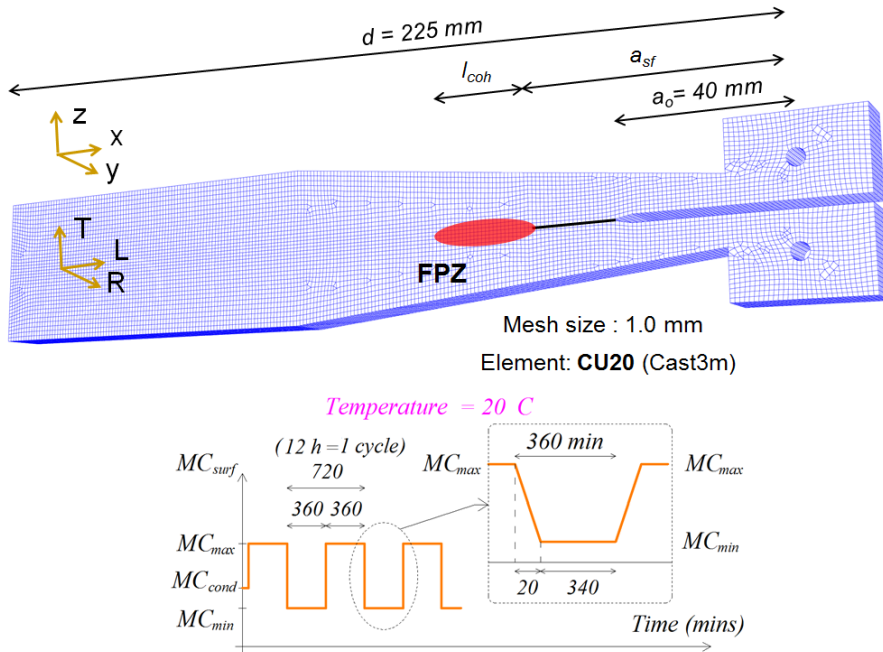 d = 225 mm
l_coh
a_sf
a_o = 40 mm
z
x
y
T
L
R
FPZ
Mesh size : 1.0 mm
Element: CU20 (Cast3m)
Temperature = 20 C
(12 h = 1 cycle)
MC_surf
720
360 360
MC_max
MC_cond
MC_min
Time (mins)
360 min
MC_max
MC_max
MC_min
20
340